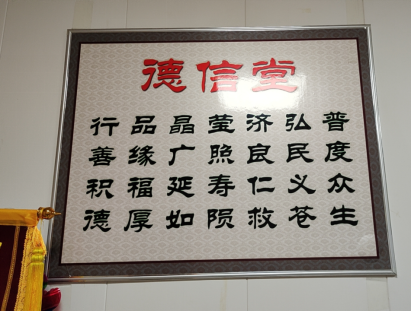 德信堂
行品晶莹济弘普
善缘广照良民度
积福延寿仁义众
德厚如陨救苍生